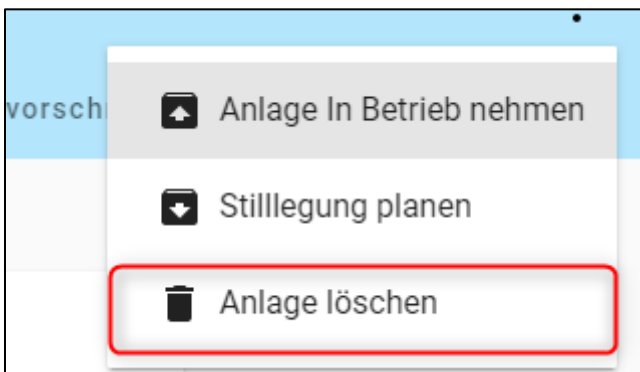 vorsch
Anlage In Betrieb nehmen
Stilllegung planen
Anlage löschen